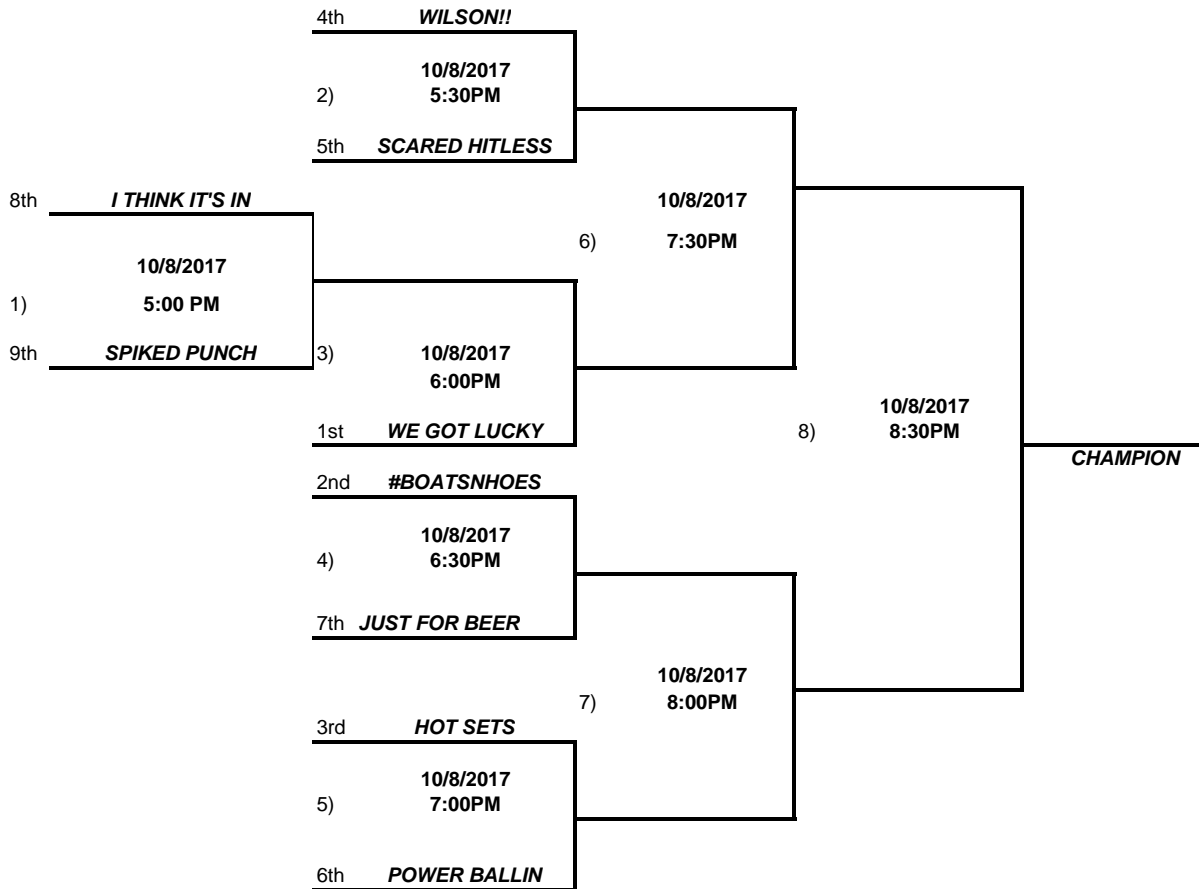 4th WILSON!!
10/8/2017
2) 5:30PM
5th SCARED HITLESS
8th I THINK IT'S IN
10/8/2017
6) 7:30PM
10/8/2017
1) 5:00 PM
9th SPIKED PUNCH
3) 10/8/2017
6:00PM
10/8/2017
1st WE GOT LUCKY
8) 8:30PM
CHAMPION
2nd #BOATSNHOES
10/8/2017
4) 6:30PM
7th JUST FOR BEER
10/8/2017
7) 8:00PM
3rd HOT SETS
10/8/2017
5) 7:00PM
6th POWER BALLIN